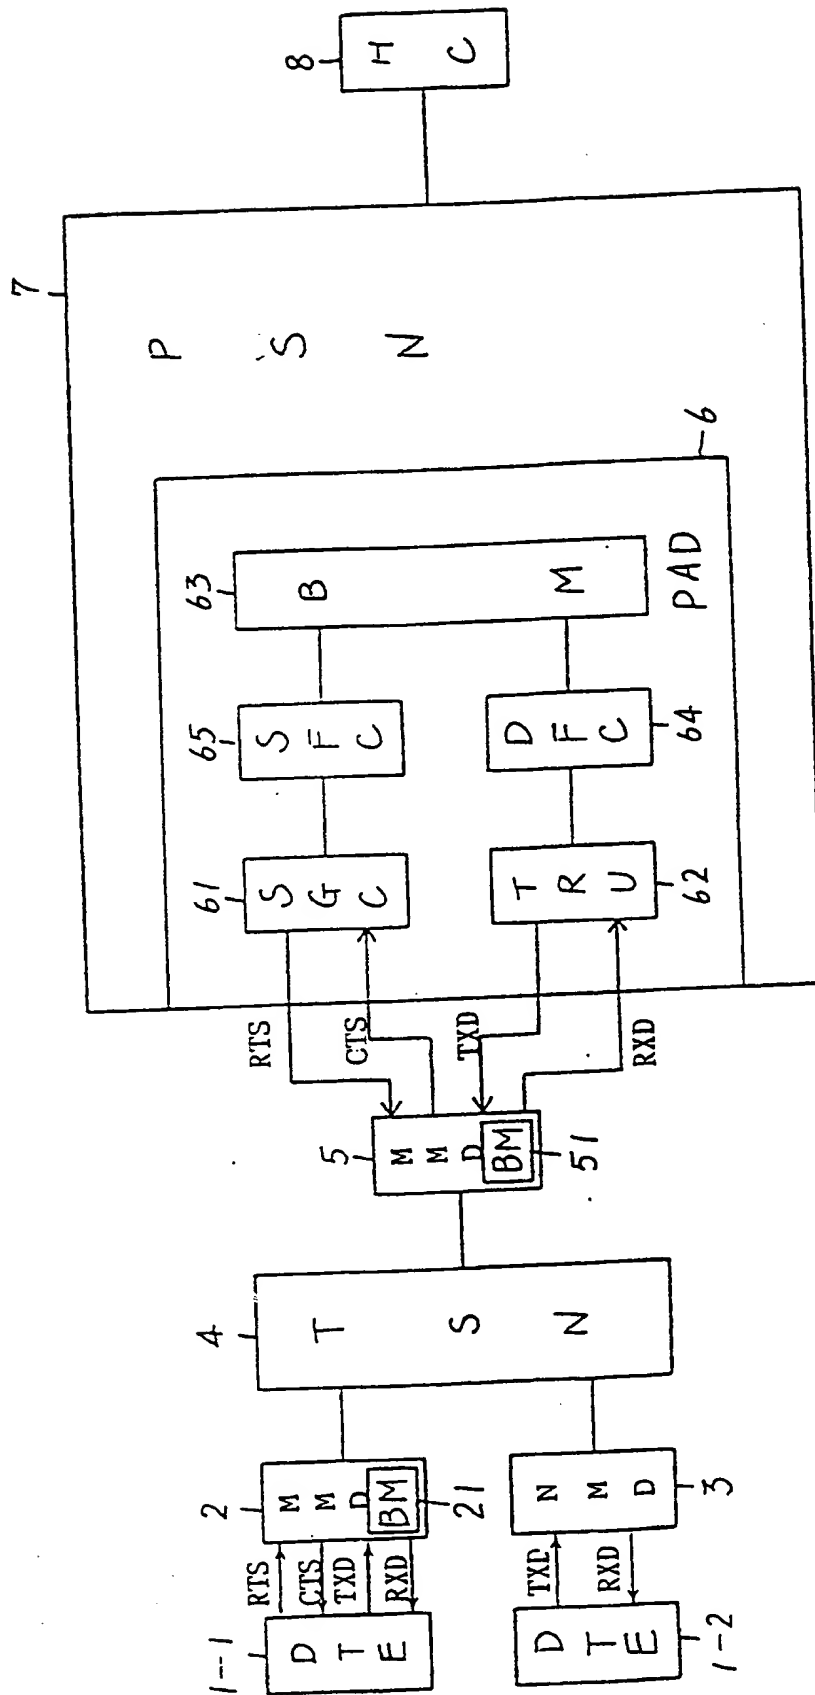 8
H C
7
P S N
6
63
B M
PAD
65
S F C
D F C
64
61
S G C
T R U
62
RTS
CTS
TXD
RXD
5
M M D
BM
51
4
T S N
2
M M D
BM
21
N M D
3
RTS
CTS
TXD
RXD
TXD
RXD
1-1
D T E
D T E
1-2